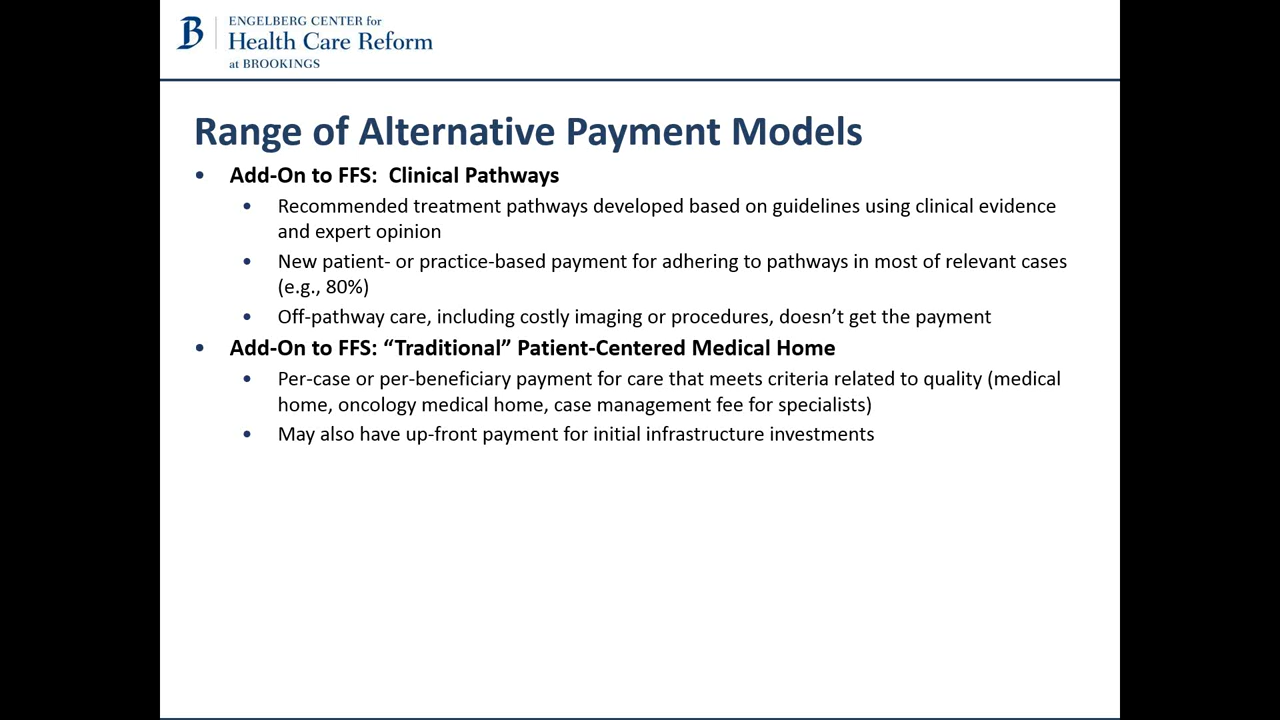 B
ENGELBERG CENTER for
Health Care Reform
at BROOKINGS
Range of Alternative Payment Models
• Add-On to FFS:  Clinical Pathways
• Recommended treatment pathways developed based on guidelines using clinical evidence
and expert opinion
• New patient- or practice-based payment for adhering to pathways in most of relevant cases
(e.g., 80%)
• Off-pathway care, including costly imaging or procedures, doesn’t get the payment
• Add-On to FFS: “Traditional” Patient-Centered Medical Home
• Per-case or per-beneficiary payment for care that meets criteria related to quality (medical
home, oncology medical home, case management fee for specialists)
• May also have up-front payment for initial infrastructure investments